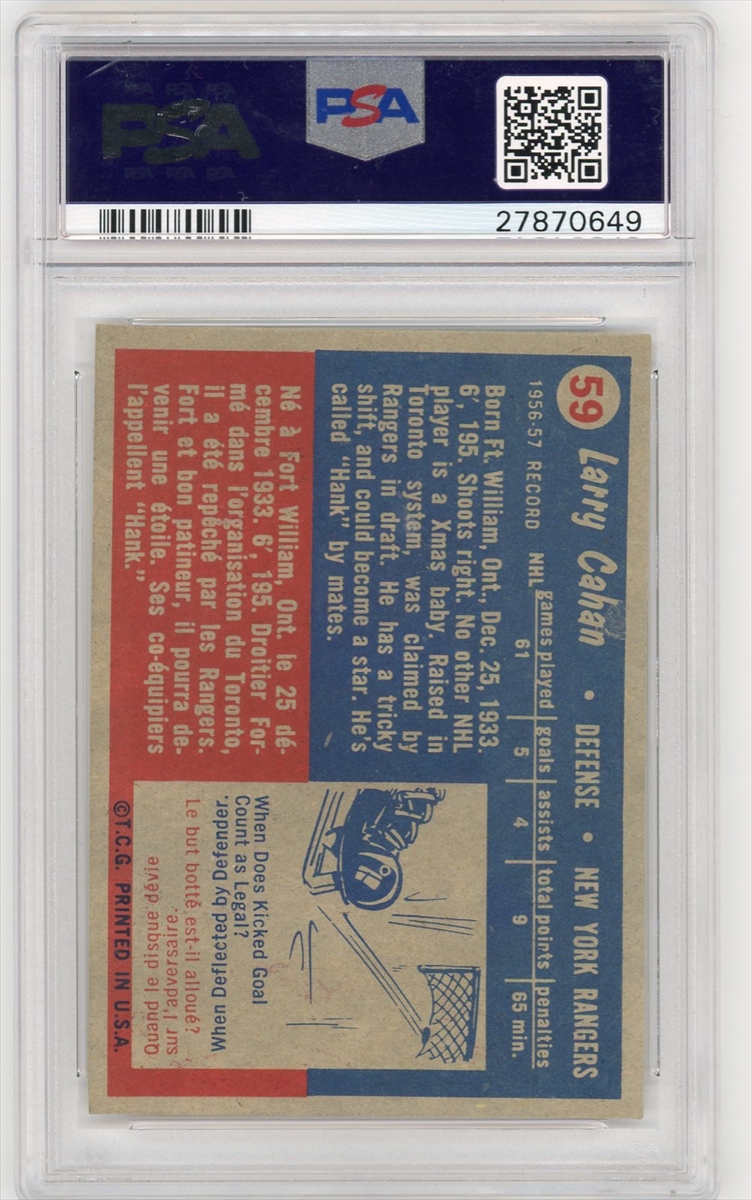 PSA
PSA PSA PSA
PSA
PSA PSA PSA
27870649
59 Larry Cahan • DEFENSE • NEW YORK RANGERS
1956-57 RECORD NHL games played goals assists total points penalties
61 5 4 9 65 min.
Born Ft. William, Ont., Dec. 25, 1933.
6', 195. Shoots right. No other NHL
player is a Xmas baby. Raised in
Toronto system, was claimed by
Rangers in draft. He has a tricky
shift, and could become a star. He's
called "Hank" by mates.
Né à Fort William, Ont. le 25 dé-
cembre 1933. 6', 195. Droitier For-
mé dans l'organisation du Toronto,
il a été repêché par les Rangers.
Fort et bon patineur, il pourra de-
venir une étoile. Ses co-équipiers
l'appellent "Hank."
When Does Kicked Goal
Count as Legal?
When Deflected by Defender.
Le but botté est-il alloué?
Quand le disque dévie
sur l'adversaire.
©T.C.G. PRINTED IN U.S.A.